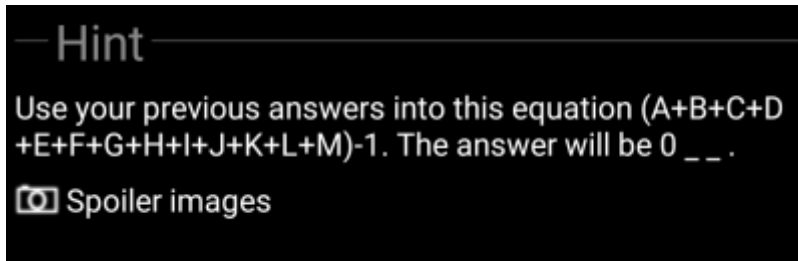 Hint
Use your previous answers into this equation (A+B+C+D
+E+F+G+H+I+J+K+L+M)-1. The answer will be 0 _ _ .
Spoiler images